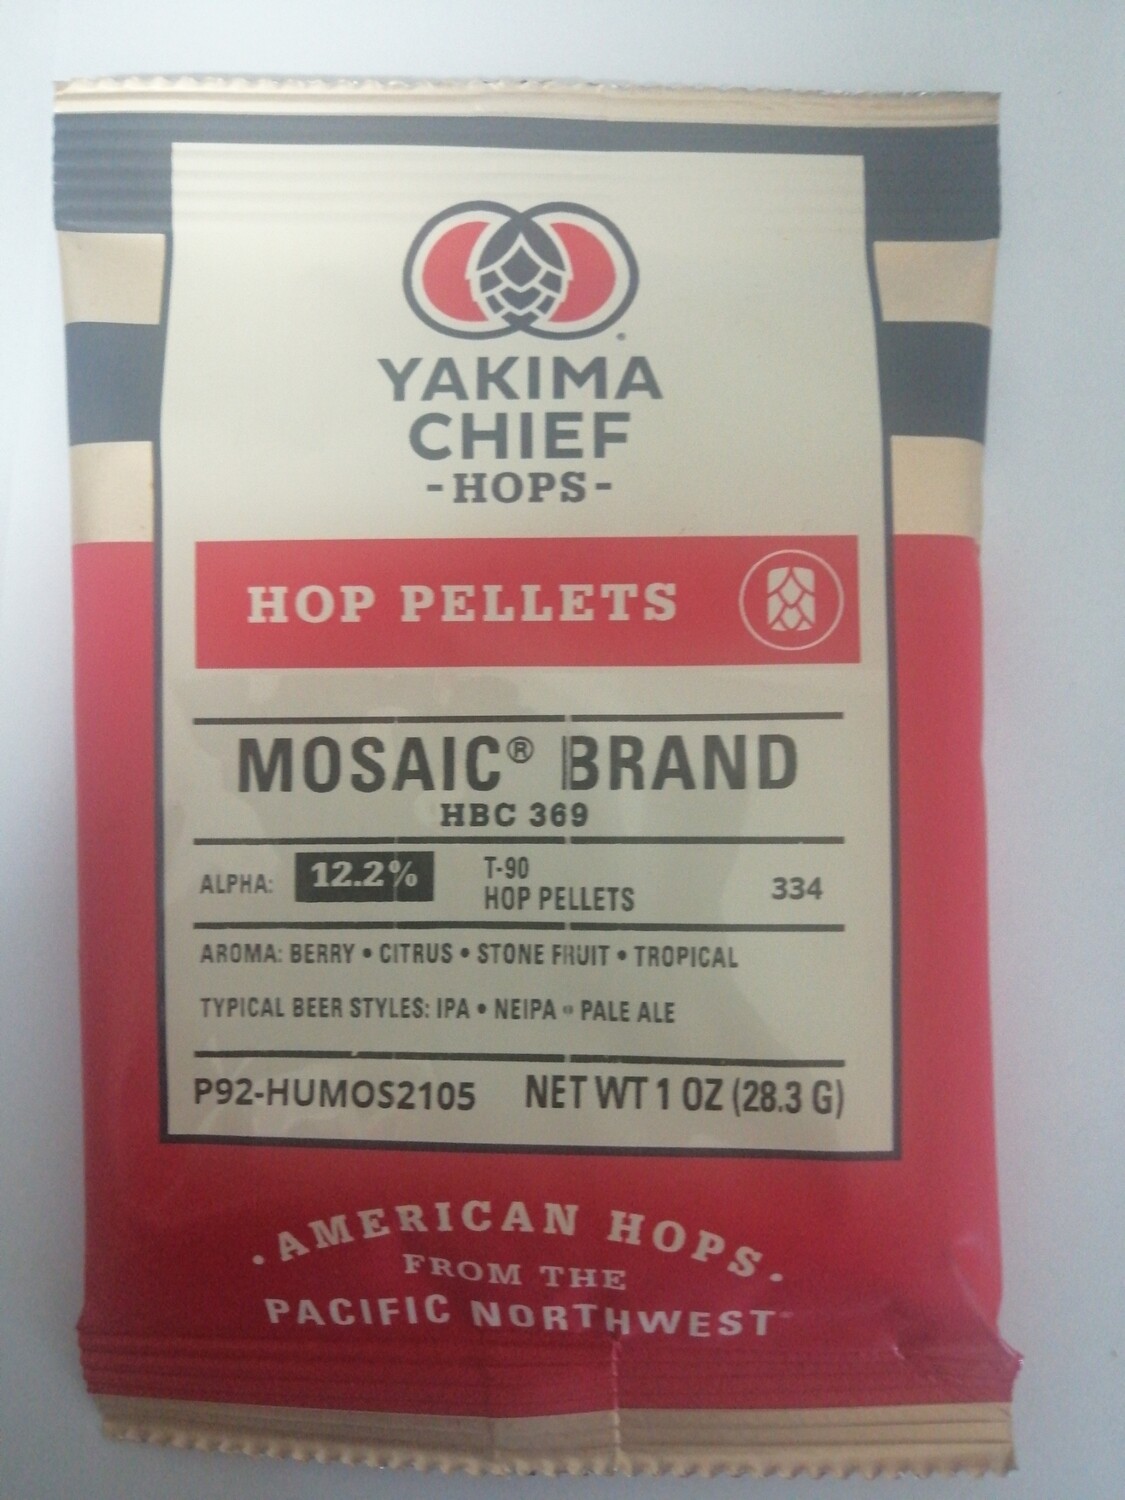 YAKIMA
CHIEF
-HOPS-
HOP PELLETS
MOSAIC® BRAND
HBC 369
ALPHA: 12.2% T-90 HOP PELLETS 334
AROMA: BERRY • CITRUS • STONE FRUIT • TROPICAL
TYPICAL BEER STYLES: IPA • NEIPA • PALE ALE
P92-HUMOS2105 NET WT 1 OZ (28.3 G)
• AMERICAN HOPS •
FROM THE
PACIFIC NORTHWEST